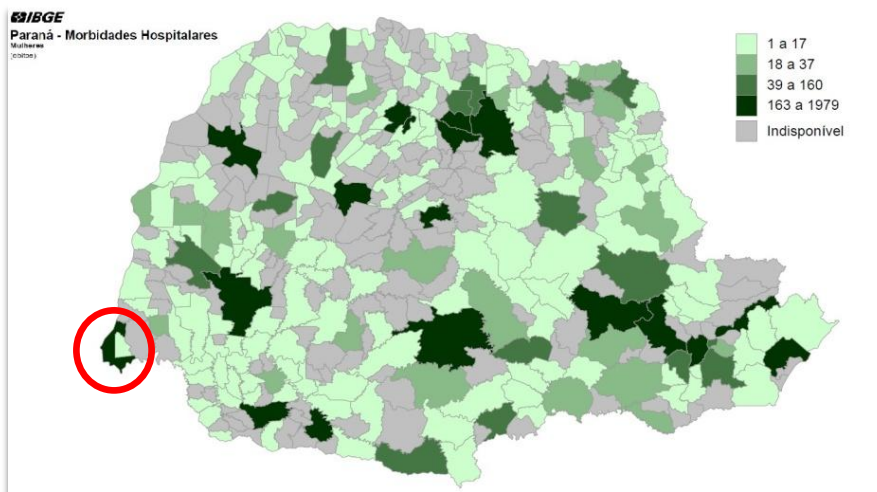 IBGE
Paraná - Morbidades Hospitalares
Mulheres
(óbitos)
1 a 17
18 a 37
39 a 160
163 a 1979
Indisponível